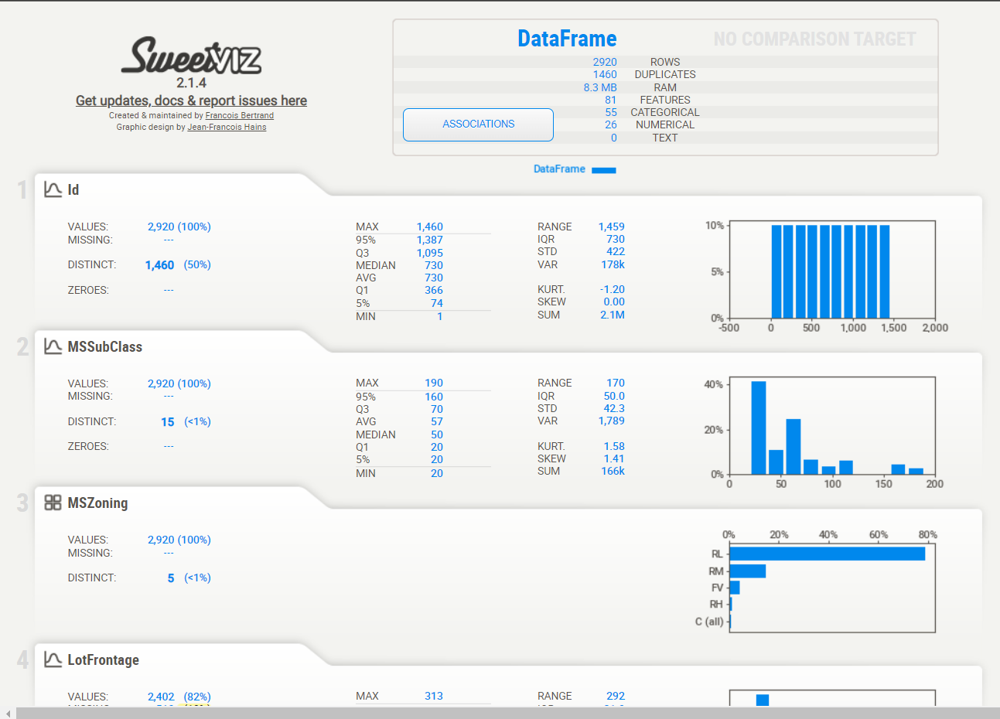 SweetVIZ
2.1.4
Get updates, docs & report issues here
Created & maintained by Francois Bertrand
Graphic design by Jean-Francois Hains
DataFrame
NO COMPARISON TARGET
2920 ROWS
1460 DUPLICATES
8.3 MB RAM
81 FEATURES
55 CATEGORICAL
26 NUMERICAL
0 TEXT
ASSOCIATIONS
DataFrame
1 Id
VALUES: 2,920 (100%)
MISSING: ---
DISTINCT: 1,460 (50%)
ZEROES: ---
MAX 1,460
95% 1,387
Q3 1,095
MEDIAN 730
AVG 730
Q1 366
5% 74
MIN 1
RANGE 1,459
IQR 730
STD 422
VAR 178k
KURT. -1.20
SKEW 0.00
SUM 2.1M
10%
5%
0%
-500 0 500 1,000 1,500 2,000
2 MSSubClass
VALUES: 2,920 (100%)
MISSING: ---
DISTINCT: 15 (<1%)
ZEROES: ---
MAX 190
95% 160
Q3 70
AVG 57
MEDIAN 50
Q1 20
5% 20
MIN 20
RANGE 170
IQR 50.0
STD 42.3
VAR 1,789
KURT. 1.58
SKEW 1.41
SUM 166k
40%
20%
0%
0 50 100 150 200
3 MSZoning
VALUES: 2,920 (100%)
MISSING: ---
DISTINCT: 5 (<1%)
0% 20% 40% 60% 80%
RL
RM
FV
RH
C (all)
4 LotFrontage
VALUES: 2,402 (82%)
MAX 313
RANGE 292